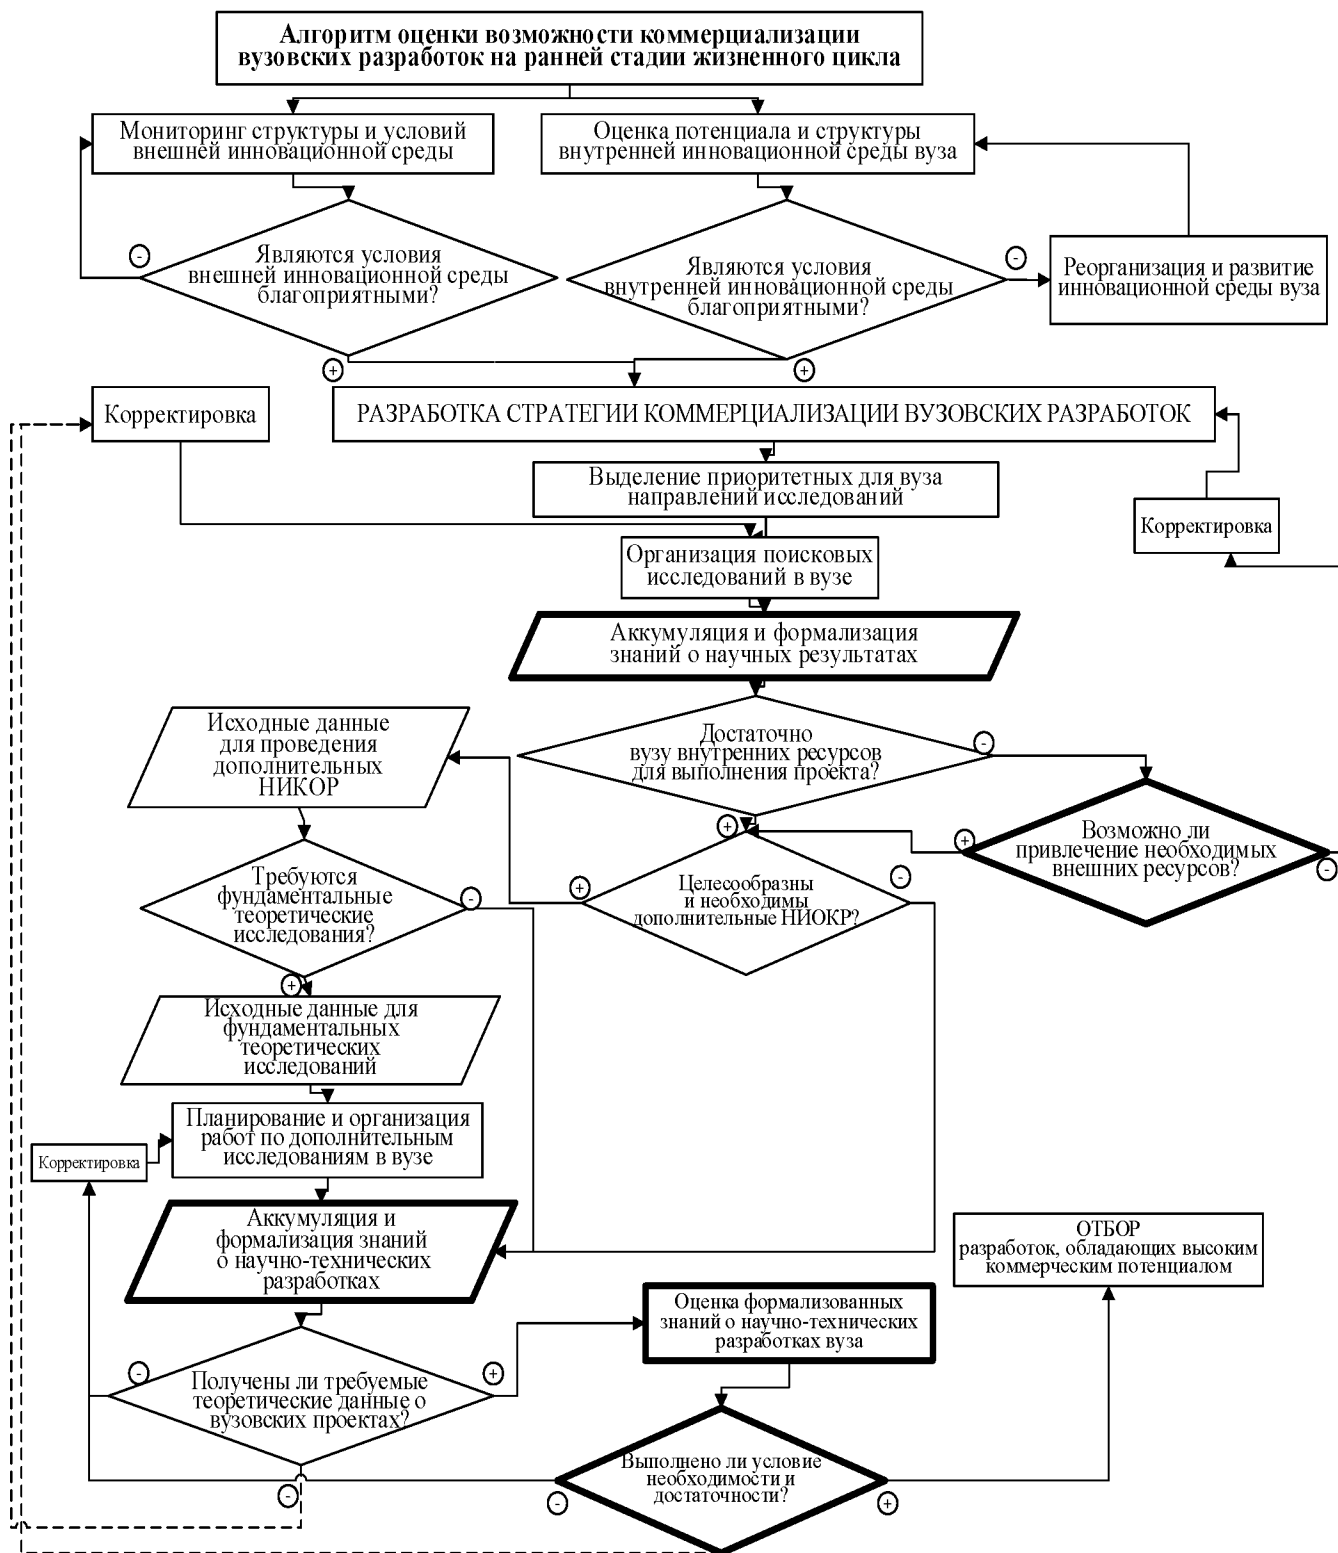 Алгоритм оценки возможности коммерциализации
вузовских разработок на ранней стадии жизненного цикла
Мониторинг структуры и условий
внешней инновационной среды
Оценка потенциала и структуры
внутренней инновационной среды вуза
-
Являются условия
внешней инновационной среды
благоприятными?
Являются условия
внутренней инновационной среды
благоприятными?
-
Реорганизация и развитие
инновационной среды вуза
+
+
Корректировка
РАЗРАБОТКА СТРАТЕГИИ КОММЕРЦИАЛИЗАЦИИ ВУЗОВСКИХ РАЗРАБОТОК
Выделение приоритетных для вуза
направлений исследований
Корректировка
Организация поисковых
исследований в вузе
Аккумуляция и формализация
знаний о научных результатах
Исходные данные
для проведения
дополнительных
НИКОР
Достаточно
вузу внутренних ресурсов
для выполнения проекта?
-
+
+
Возможно ли
привлечение необходимых
внешних ресурсов?
-
Требуются
фундаментальные
теоретические
исследования?
-
+
Целесообразны
и необходимы
дополнительные НИОКР?
-
+
Исходные данные для
фундаментальных
теоретических
исследований
Планирование и организация
работ по дополнительным
исследованиям в вузе
Корректировка
Аккумуляция и
формализация знаний
о научно-технических
разработках
ОТБОР
разработок, обладающих высоким
коммерческим потенциалом
Оценка формализованных
знаний о научно-технических
разработках вуза
-
Получены ли требуемые
теоретические данные о
вузовских проектах?
+
Выполнено ли условие
необходимости и
достаточности?
-
-
+